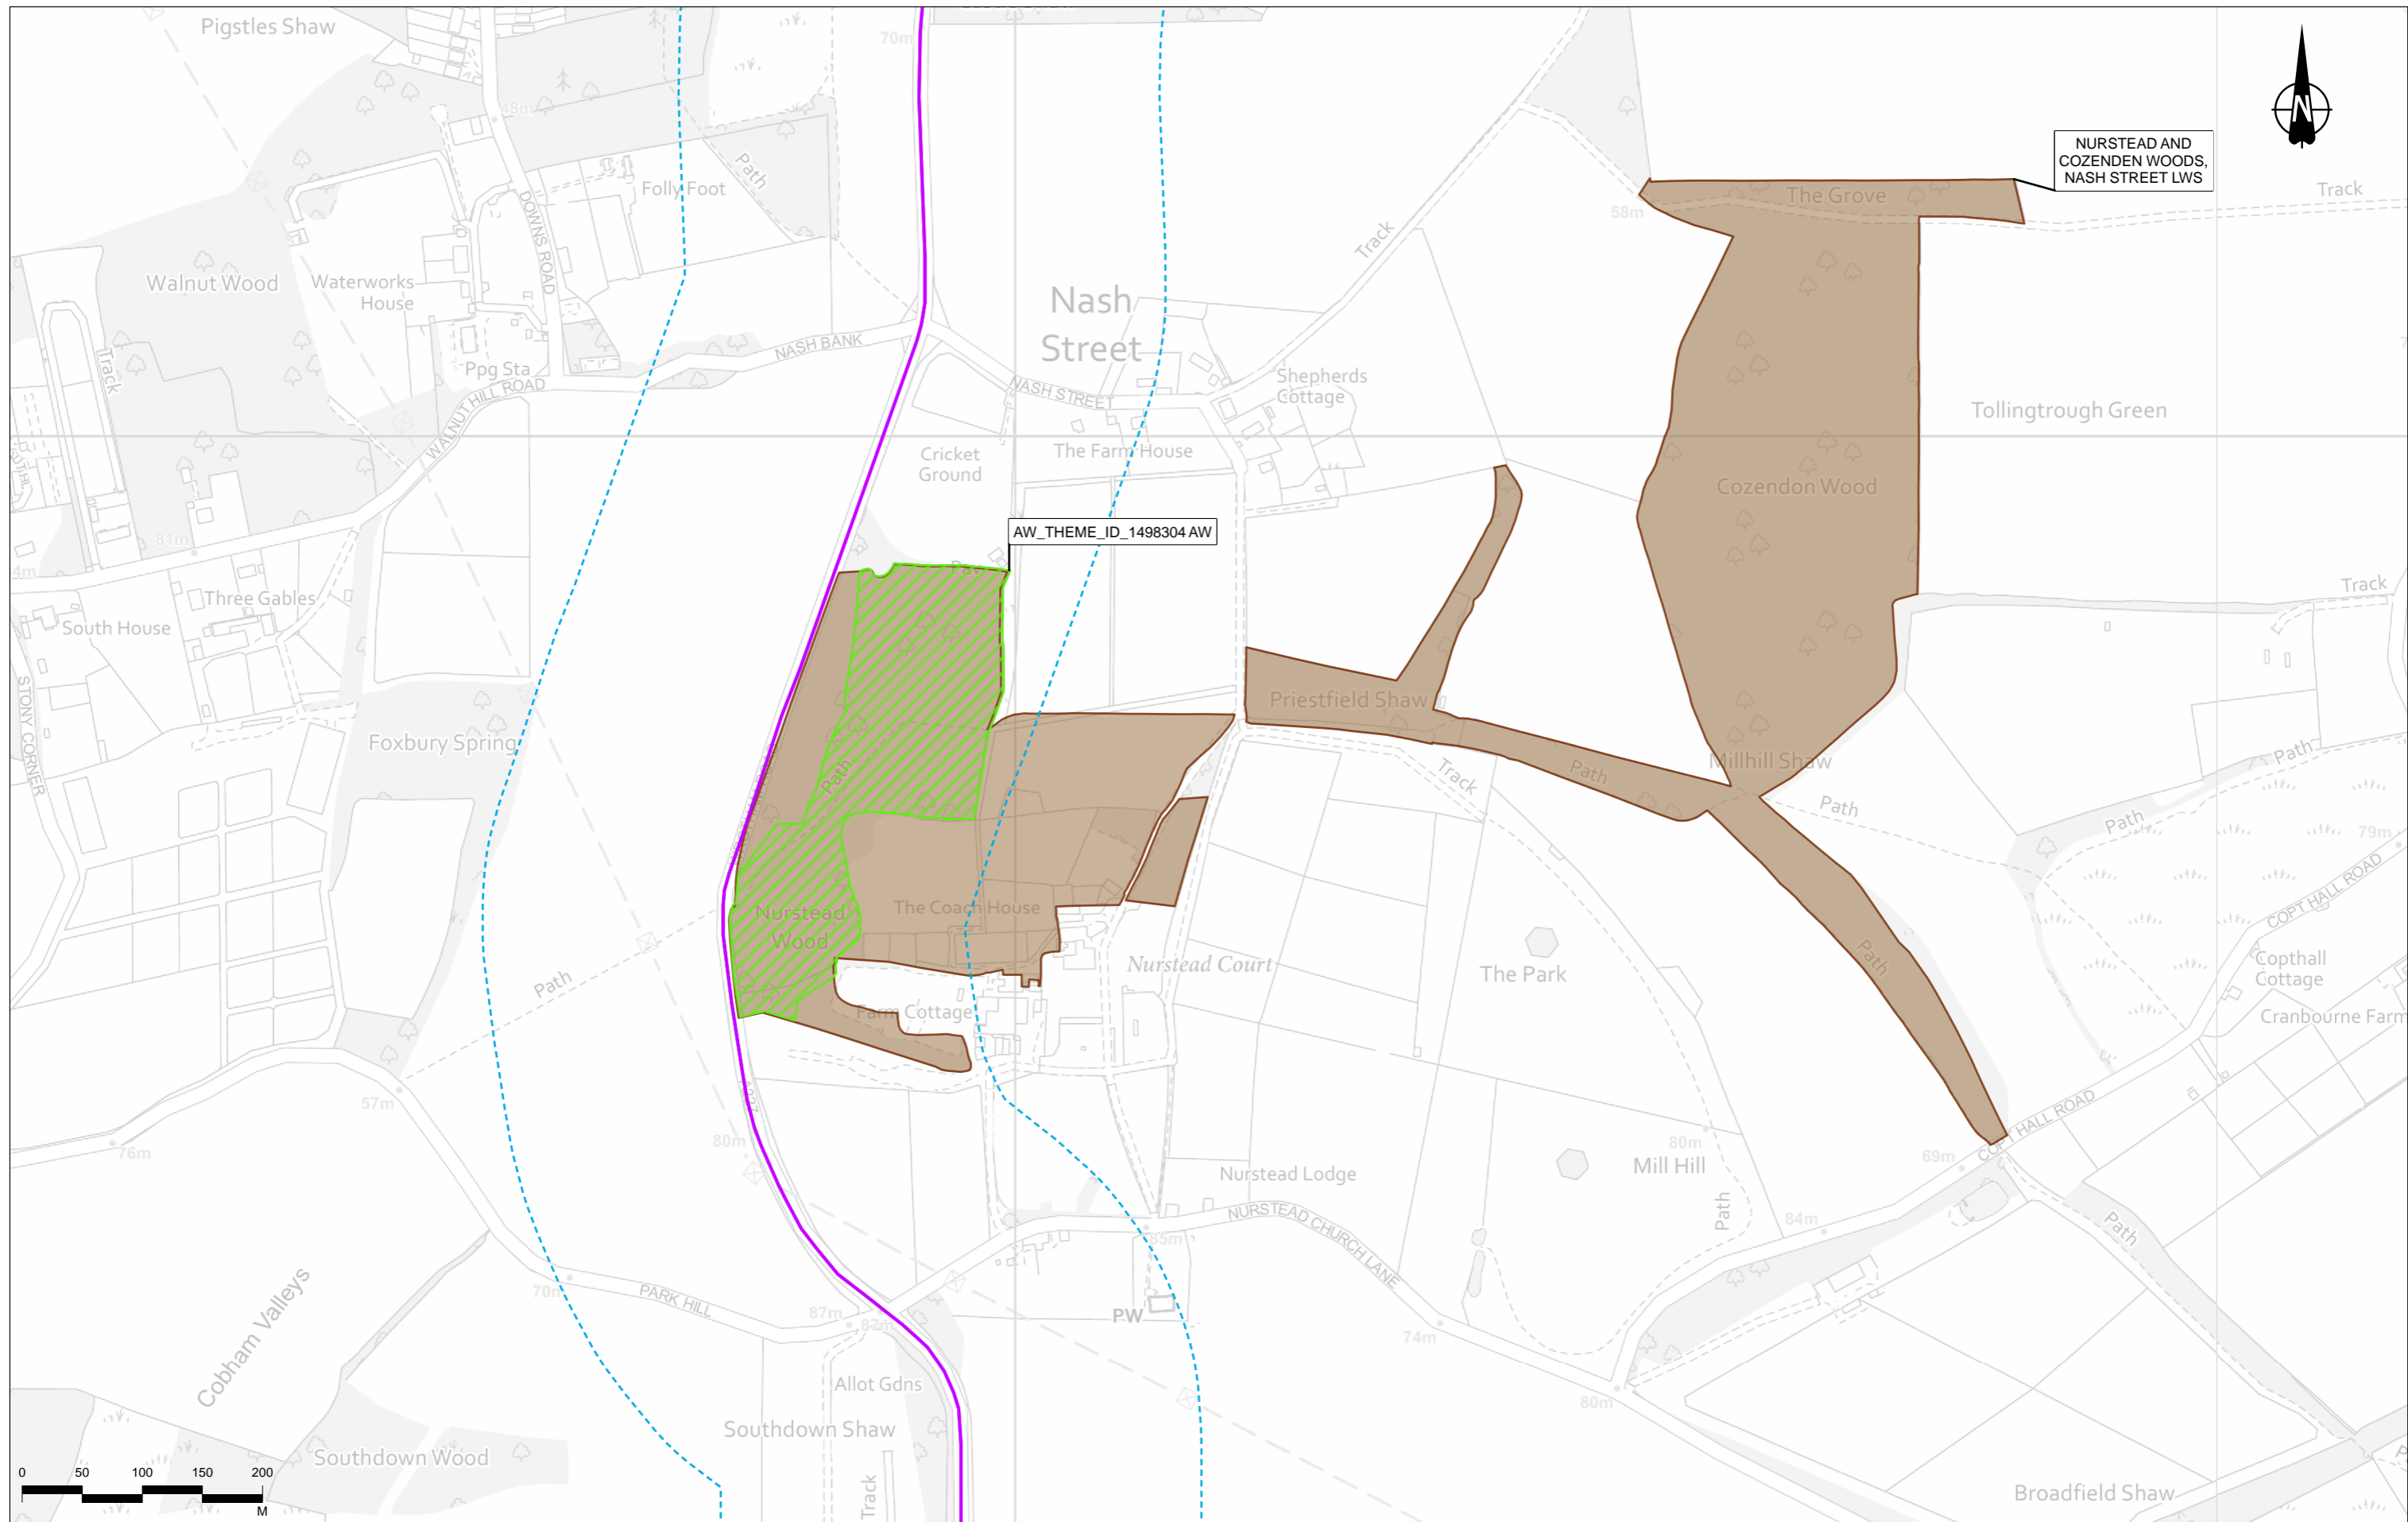 Pigstles Shaw
70m
48m
Path
Folly Foot
DOWNS ROAD
Walnut Wood
Waterworks
House
Track
Ppg Sta
WALNUT HILL ROAD
NASH BANK
Nash
Street
NASH STREET
Shepherds
Cottage
Track
58m
The Grove
NURSTEAD AND
COZENDEN WOODS,
NASH STREET LWS
N
Track
Tollingtrough Green
Cozendon Wood
Cricket
Ground
The Farm House
AW_THEME_ID_1498304 AW
81m
4m
Three Gables
South House
STONY CORNER
Foxbury Spring
Path
Priestfield Shaw
Track
Path
Millhill Shaw
Path
Track
Path
Path
79m
COPT HALL ROAD
Nurstead
Wood
The Coach House
Nurstead Court
The Park
Path
Copthall
Cottage
Cranbourne Farm
Path
Farm Cottage
57m
76m
80m
Nurstead Lodge
80m
Mill Hill
Path
69m
COPT HALL ROAD
84m
Path
NURSTEAD CHURCH LANE
85m
PW
70m
PARK HILL
87m
87m
74m
80m
Cobham Valleys
Allot Gdns
Southdown Shaw
Southdown Wood
Track
Broadfield Shaw
0 50 100 150 200
M